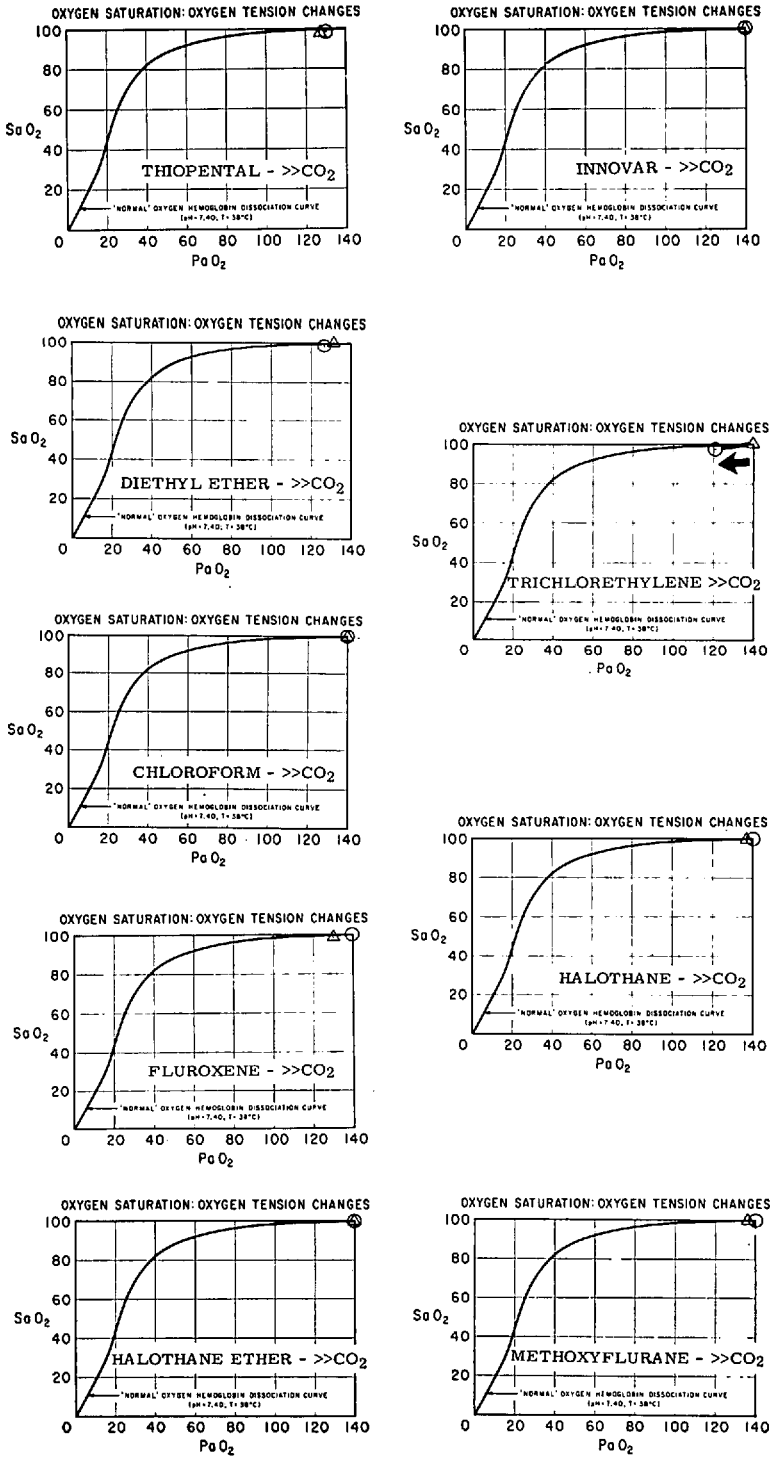 OXYGEN SATURATION: OXYGEN TENSION CHANGES
100
80
60
SaO2
40
THIOPENTAL - >>CO2
20
"NORMAL" OXYGEN HEMOGLOBIN DISSOCIATION CURVE
(pH=7.40, T=38°C)
0 20 40 60 80 100 120 140
PaO2
OXYGEN SATURATION: OXYGEN TENSION CHANGES
100
80
60
SaO2
40
INNOVAR - >>CO2
20
"NORMAL" OXYGEN HEMOGLOBIN DISSOCIATION CURVE
(pH=7.40, T=38°C)
0 20 40 60 80 100 120 140
PaO2
OXYGEN SATURATION: OXYGEN TENSION CHANGES
100
80
60
SaO2
40
DIETHYL ETHER - >>CO2
20
"NORMAL" OXYGEN HEMOGLOBIN DISSOCIATION CURVE
(pH=7.40, T=38°C)
0 20 40 60 80 100 120 140
PaO2
OXYGEN SATURATION: OXYGEN TENSION CHANGES
100
80
60
SaO2
40
TRICHLORETHYLENE >>CO2
20
"NORMAL" OXYGEN HEMOGLOBIN DISSOCIATION CURVE
(pH=7.40, T=38°C)
0 20 40 60 80 100 120 140
PaO2
OXYGEN SATURATION: OXYGEN TENSION CHANGES
100
80
60
SaO2
40
CHLOROFORM - >>CO2
20
"NORMAL" OXYGEN HEMOGLOBIN DISSOCIATION CURVE
(pH=7.40, T=38°C)
0 20 40 60 80 100 120 140
PaO2
OXYGEN SATURATION: OXYGEN TENSION CHANGES
100
80
60
SaO2
40
HALOTHANE - >>CO2
20
"NORMAL" OXYGEN HEMOGLOBIN DISSOCIATION CURVE
(pH=7.40, T=38°C)
0 20 40 60 80 100 120 140
PaO2
OXYGEN SATURATION: OXYGEN TENSION CHANGES
100
80
60
SaO2
40
FLUROXENE - >>CO2
20
"NORMAL" OXYGEN HEMOGLOBIN DISSOCIATION CURVE
(pH=7.40, T=38°C)
0 20 40 60 80 100 120 140
PaO2
OXYGEN SATURATION: OXYGEN TENSION CHANGES
100
80
60
SaO2
40
HALOTHANE ETHER - >>CO2
20
"NORMAL" OXYGEN HEMOGLOBIN DISSOCIATION CURVE
(pH=7.40, T=38°C)
0 20 40 60 80 100 120 140
PaO2
OXYGEN SATURATION: OXYGEN TENSION CHANGES
100
80
60
SaO2
40
METHOXYFLURANE - >>CO2
20
"NORMAL" OXYGEN HEMOGLOBIN DISSOCIATION CURVE
(pH=7.40, T=38°C)
0 20 40 60 80 100 120 140
PaO2